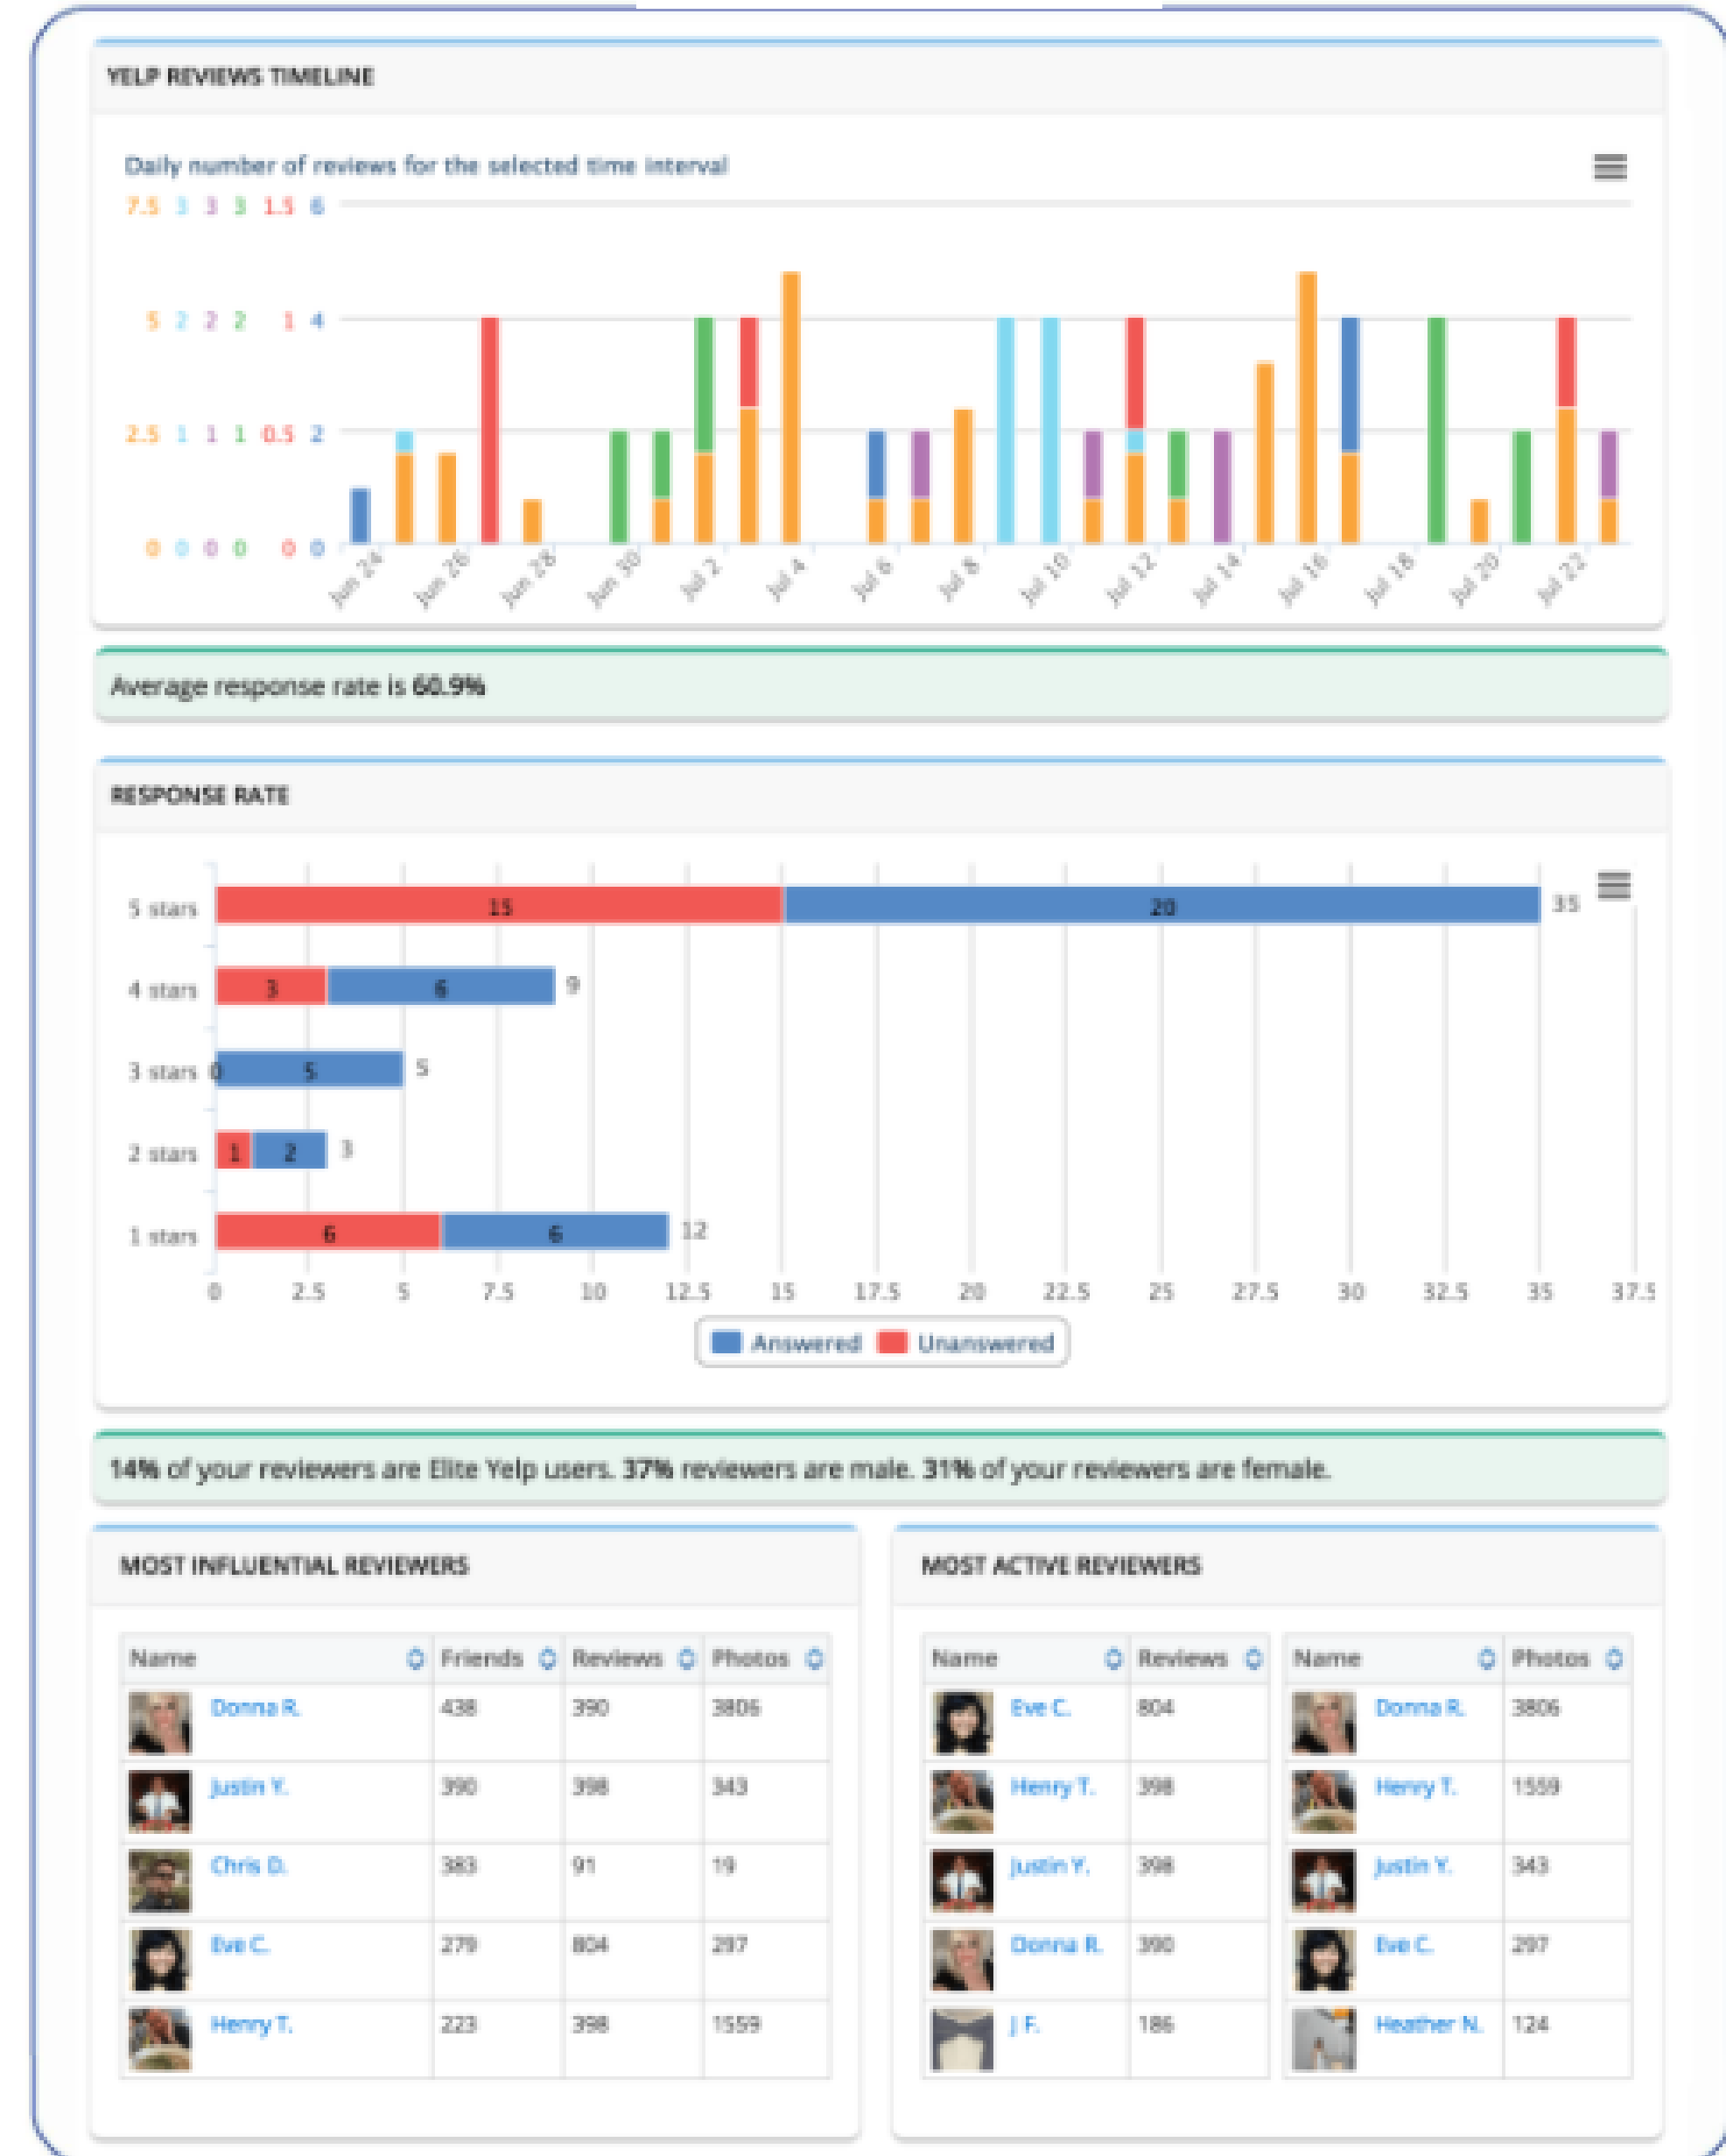 YELP REVIEWS TIMELINE
Daily number of reviews for the selected time interval
7.5 3 3 3 1.5 6
5 2 2 2 1 4
2.5 1 1 1 0.5 2
0 0 0 0 0 0
Jun 24 Jun 26 Jun 28 Jun 30 Jul 2 Jul 4 Jul 6 Jul 8 Jul 10 Jul 12 Jul 14 Jul 16 Jul 18 Jul 20 Jul 22
Average response rate is 60.9%
RESPONSE RATE
5 stars 15 20 35
4 stars 3 6 9
3 stars 0 5 5
2 stars 1 2 3
1 stars 6 6 12
0 2.5 5 7.5 10 12.5 15 17.5 20 22.5 25 27.5 30 32.5 35 37.5
Answered Unanswered
14% of your reviewers are Elite Yelp users. 37% reviewers are male. 31% of your reviewers are female.
MOST INFLUENTIAL REVIEWERS
Name Friends Reviews Photos
Donna R. 438 390 3806
Justin Y. 390 398 343
Chris D. 383 91 19
Eve C. 279 804 297
Henry T. 223 398 1559
MOST ACTIVE REVIEWERS
Name Reviews Name Photos
Eve C. 804 Donna R. 3806
Henry T. 398 Henry T. 1559
Justin Y. 398 Justin Y. 343
Donna R. 390 Eve C. 297
J F. 186 Heather N. 124